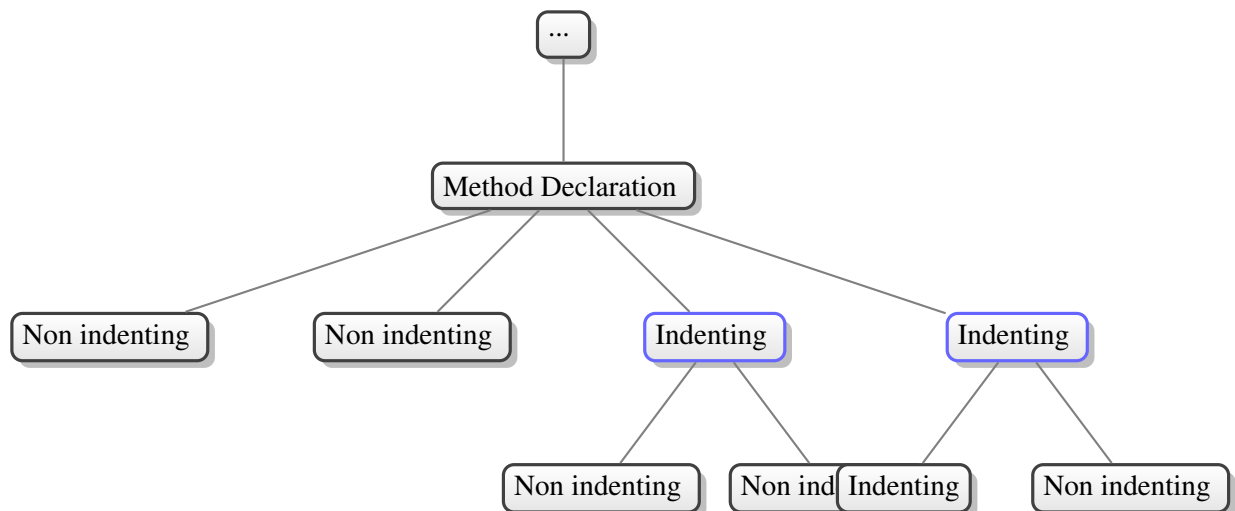 ...
Method Declaration
Non indenting
Non indenting
Indenting
Indenting
Non indenting
Non ind
Indenting
Non indenting